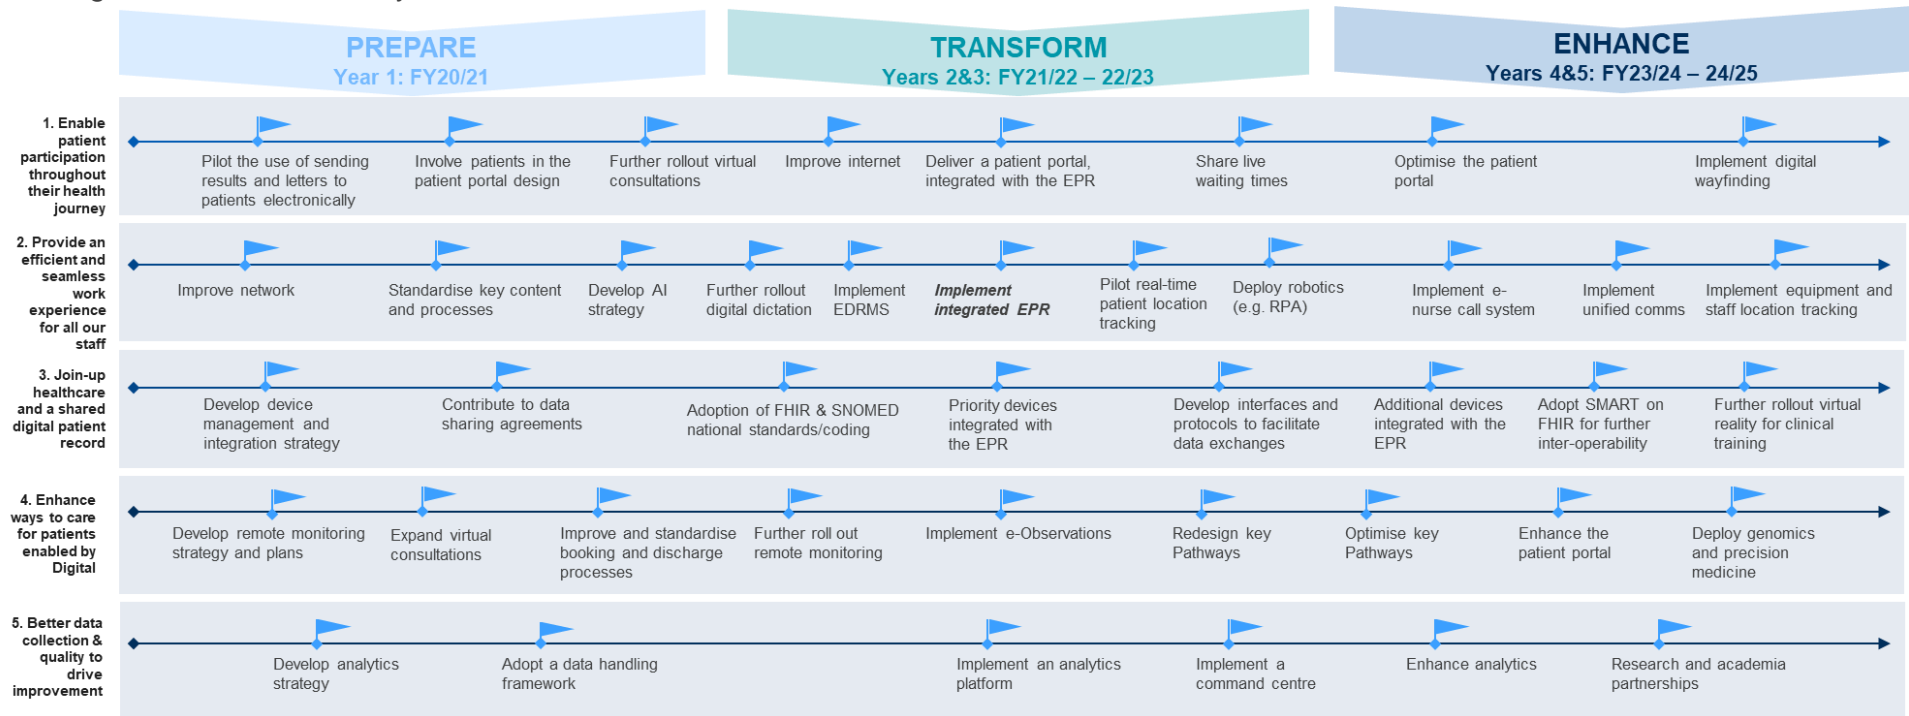 PREPARE
Year 1: FY20/21
TRANSFORM
Years 2&3: FY21/22 – 22/23
ENHANCE
Years 4&5: FY23/24 – 24/25
1. Enable
patient
participation
throughout
their health
journey
Pilot the use of sending
results and letters to
patients electronically
Involve patients in the
patient portal design
Further rollout virtual
consultations
Improve internet
Deliver a patient portal,
integrated with the EPR
Share live
waiting times
Optimise the patient
portal
Implement digital
wayfinding
2. Provide an
efficient and
seamless
work
experience
for all our
staff
Improve network
Standardise key content
and processes
Develop AI
strategy
Further rollout
digital dictation
Implement
EDRMS
Implement
integrated EPR
Pilot real-time
patient location
tracking
Deploy robotics
(e.g. RPA)
Implement e-
nurse call system
Implement
unified comms
Implement equipment and
staff location tracking
3. Join-up
healthcare
and a shared
digital patient
record
Develop device
management and
integration strategy
Contribute to data
sharing agreements
Adoption of FHIR & SNOMED
national standards/coding
Priority devices
integrated with
the EPR
Develop interfaces and
protocols to facilitate
data exchanges
Additional devices
integrated with the
EPR
Adopt SMART on
FHIR for further
inter-operability
Further rollout virtual
reality for clinical
training
4. Enhance
ways to care
for patients
enabled by
Digital
Develop remote monitoring
strategy and plans
Expand virtual
consultations
Improve and standardise
booking and discharge
processes
Further roll out
remote monitoring
Implement e-Observations
Redesign key
Pathways
Optimise key
Pathways
Enhance the
patient portal
Deploy genomics
and precision
medicine
5. Better data
collection &
quality to
drive
improvement
Develop analytics
strategy
Adopt a data handling
framework
Implement an analytics
platform
Implement a
command centre
Enhance analytics
Research and academia
partnerships